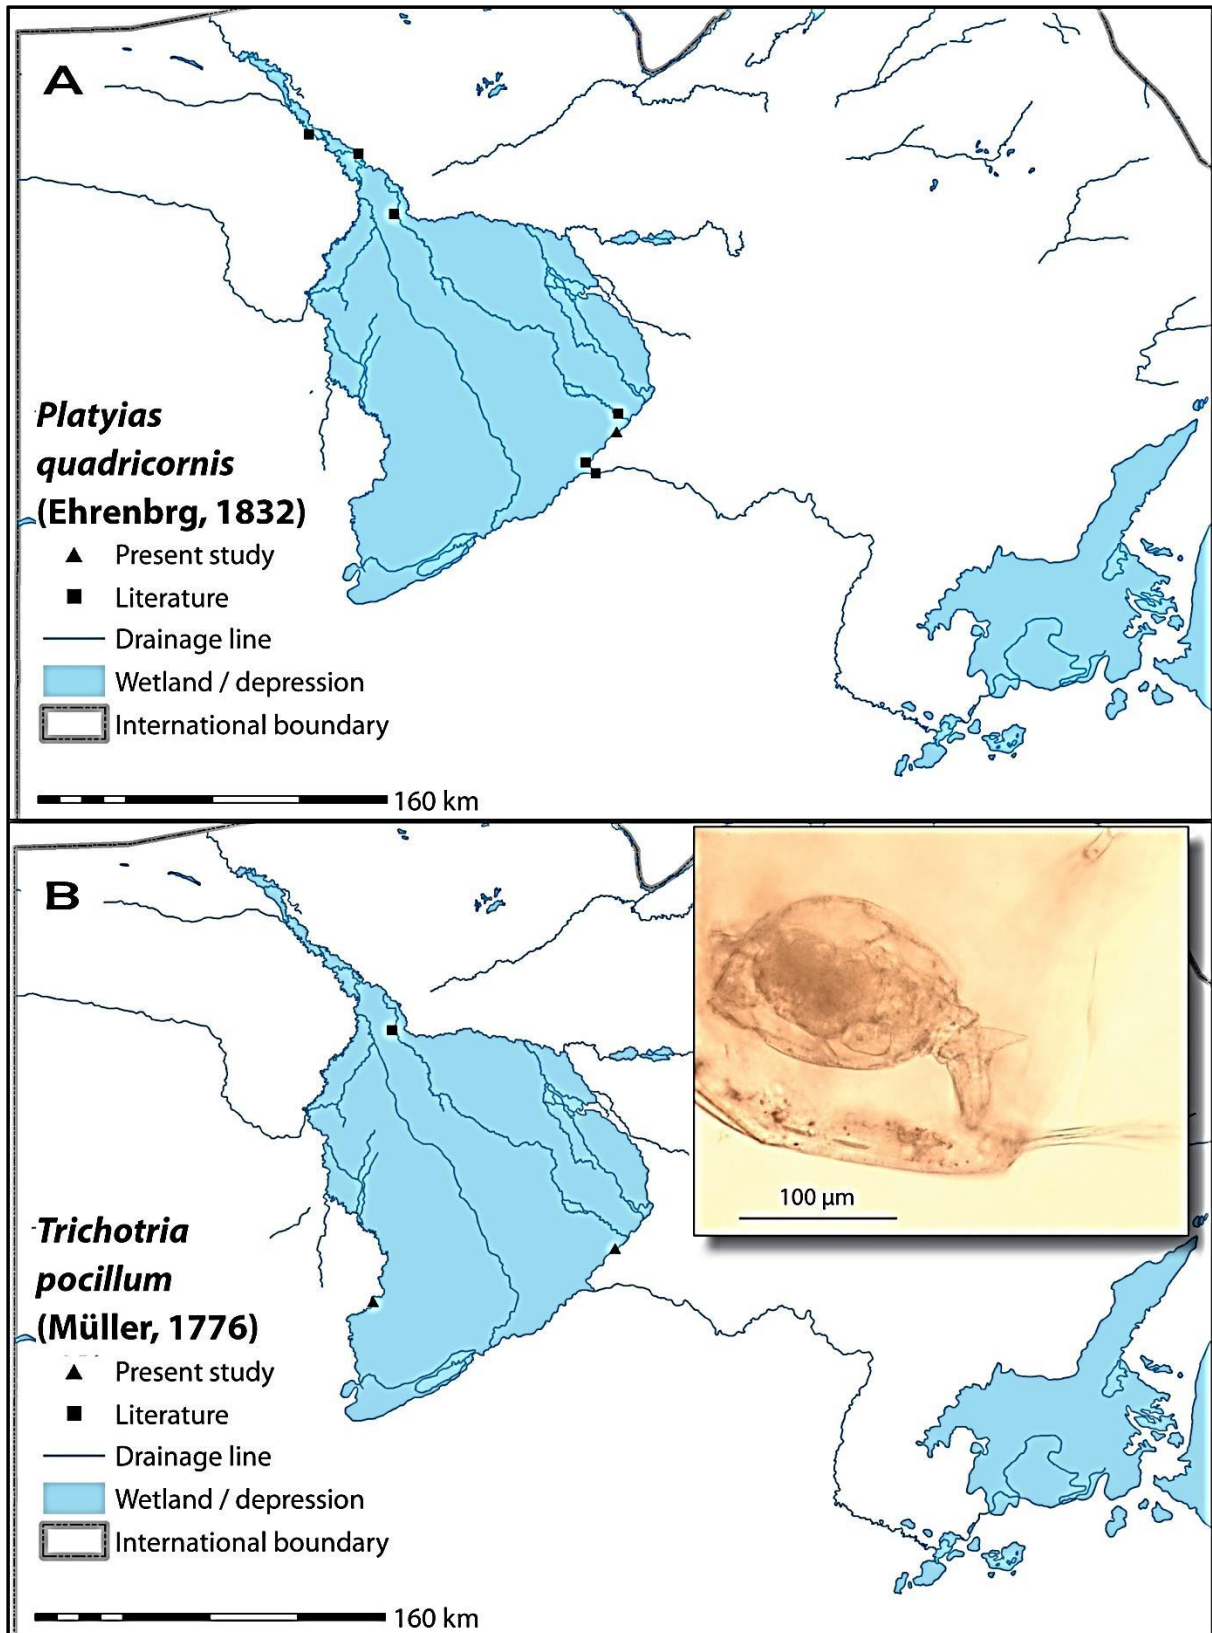 A
Platyias
quadricornis
(Ehrenbrg, 1832)
Present study
Literature
Drainage line
Wetland / depression
International boundary
160 km
B
100 µm
Trichotria
pocillum
(Müller, 1776)
Present study
Literature
Drainage line
Wetland / depression
International boundary
160 km